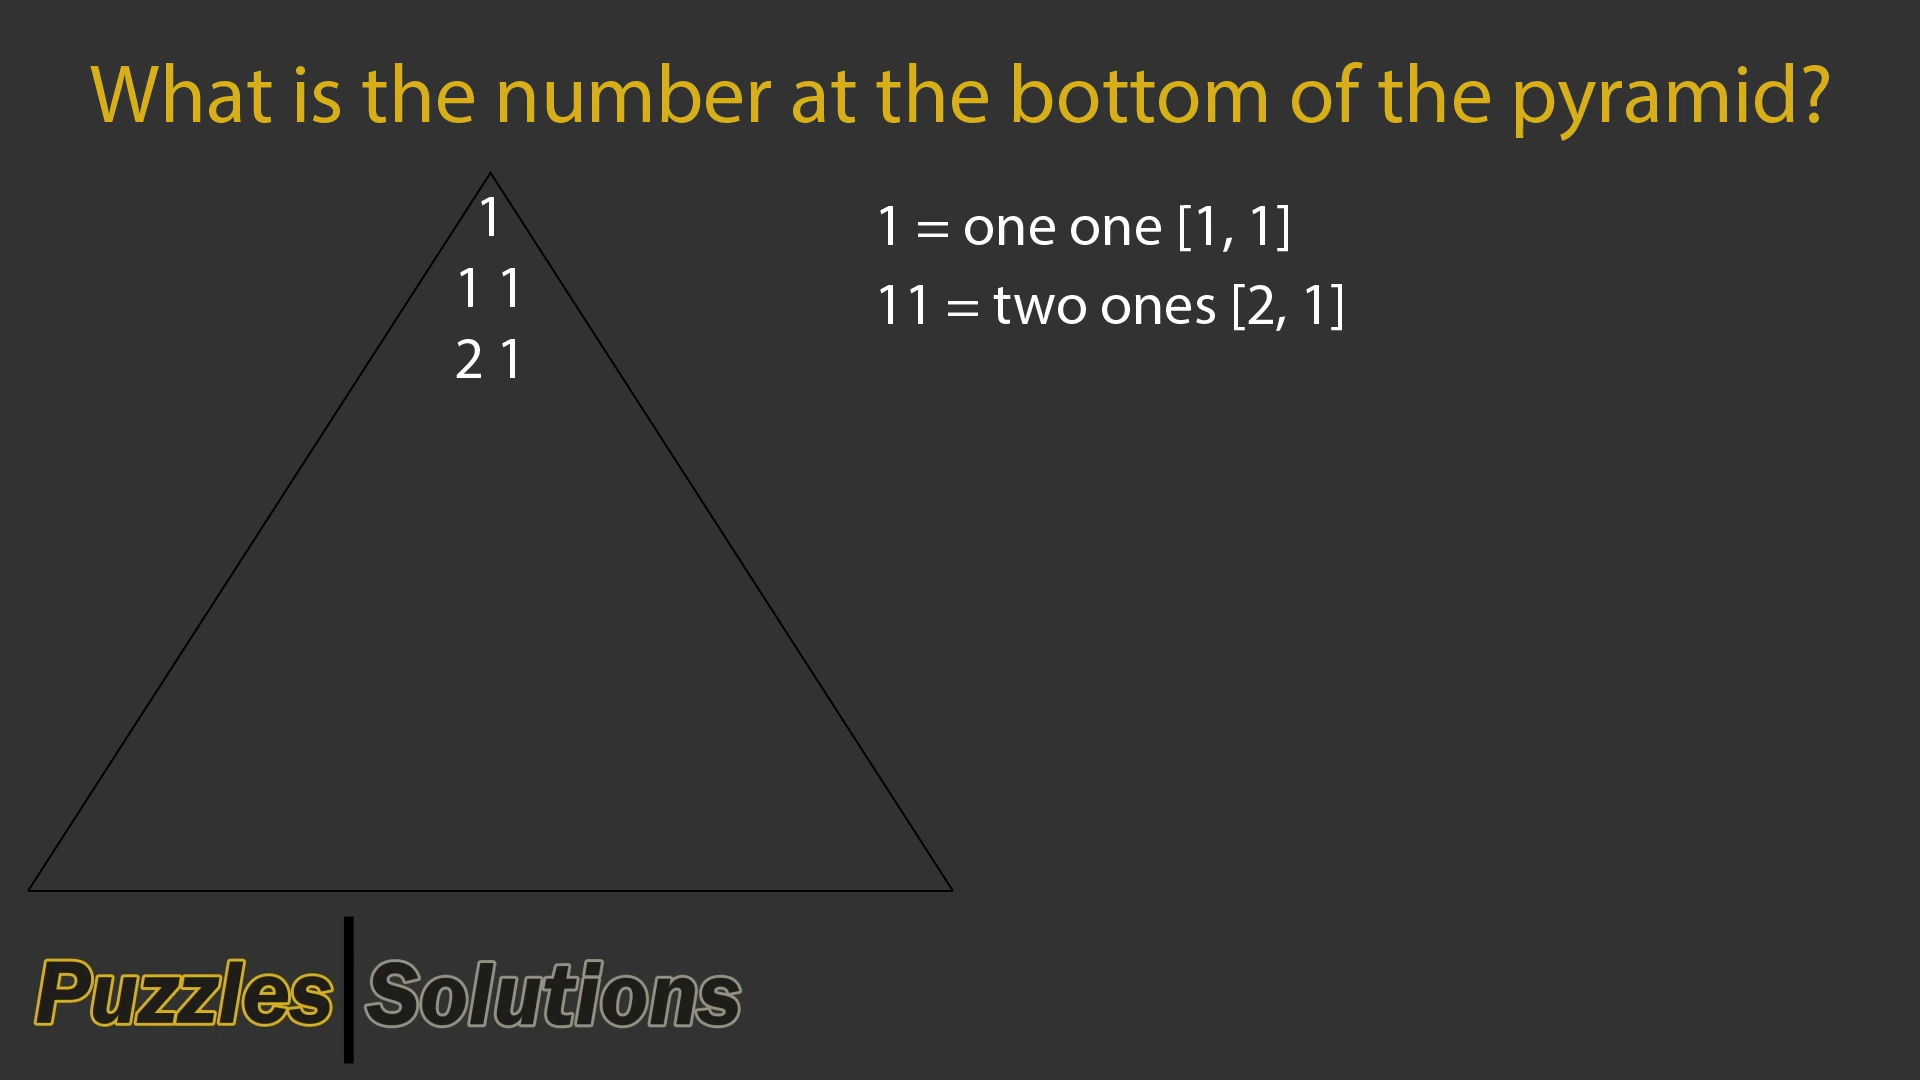 What is the number at the bottom of the pyramid?
1
1 1
2 1
1 = one one [1, 1]
11 = two ones [2, 1]
Puzzles | Solutions